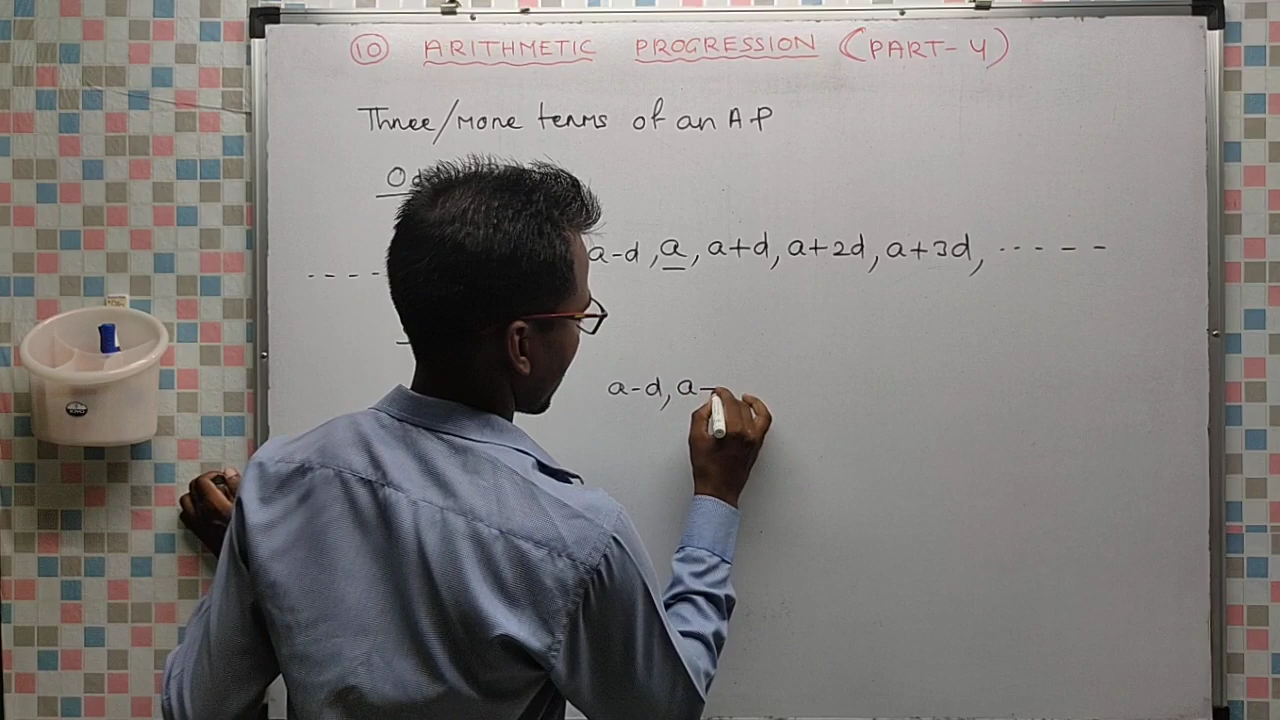 ⑩ ARITHMETIC PROGRESSION (PART-4)
Three/more terms of an A P
Od
----- a-d, a, a+d, a+2d, a+3d, ------
a-d, a-